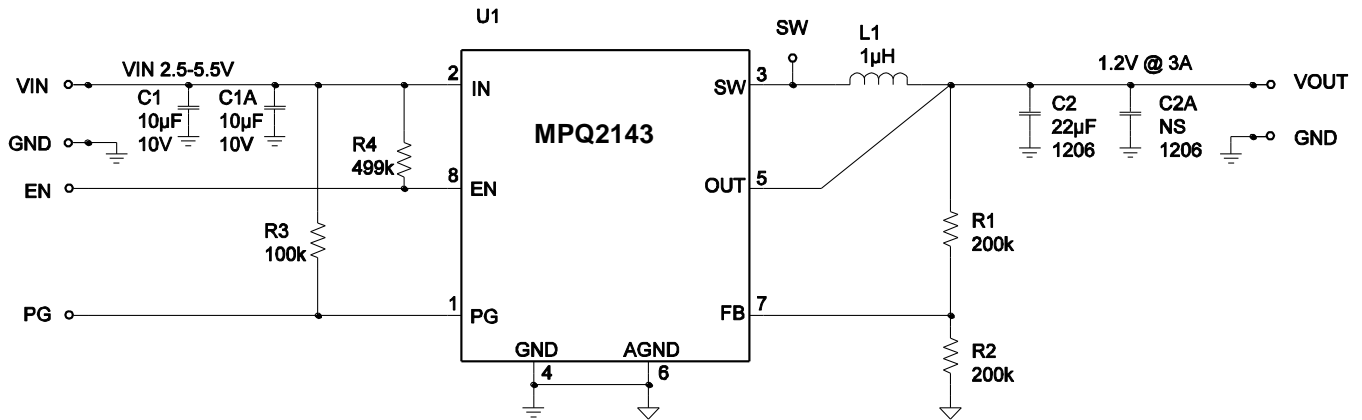 U1
SW
L1
1µH
VIN
VIN 2.5-5.5V
2
IN
SW
3
1.2V @ 3A
VOUT
C1
10µF
10V
C1A
10µF
10V
MPQ2143
C2
22µF
1206
C2A
NS
1206
GND
GND
R4
499k
EN
8
EN
OUT
5
R3
100k
R1
200k
PG
1
PG
FB
7
GND
4
AGND
6
R2
200k